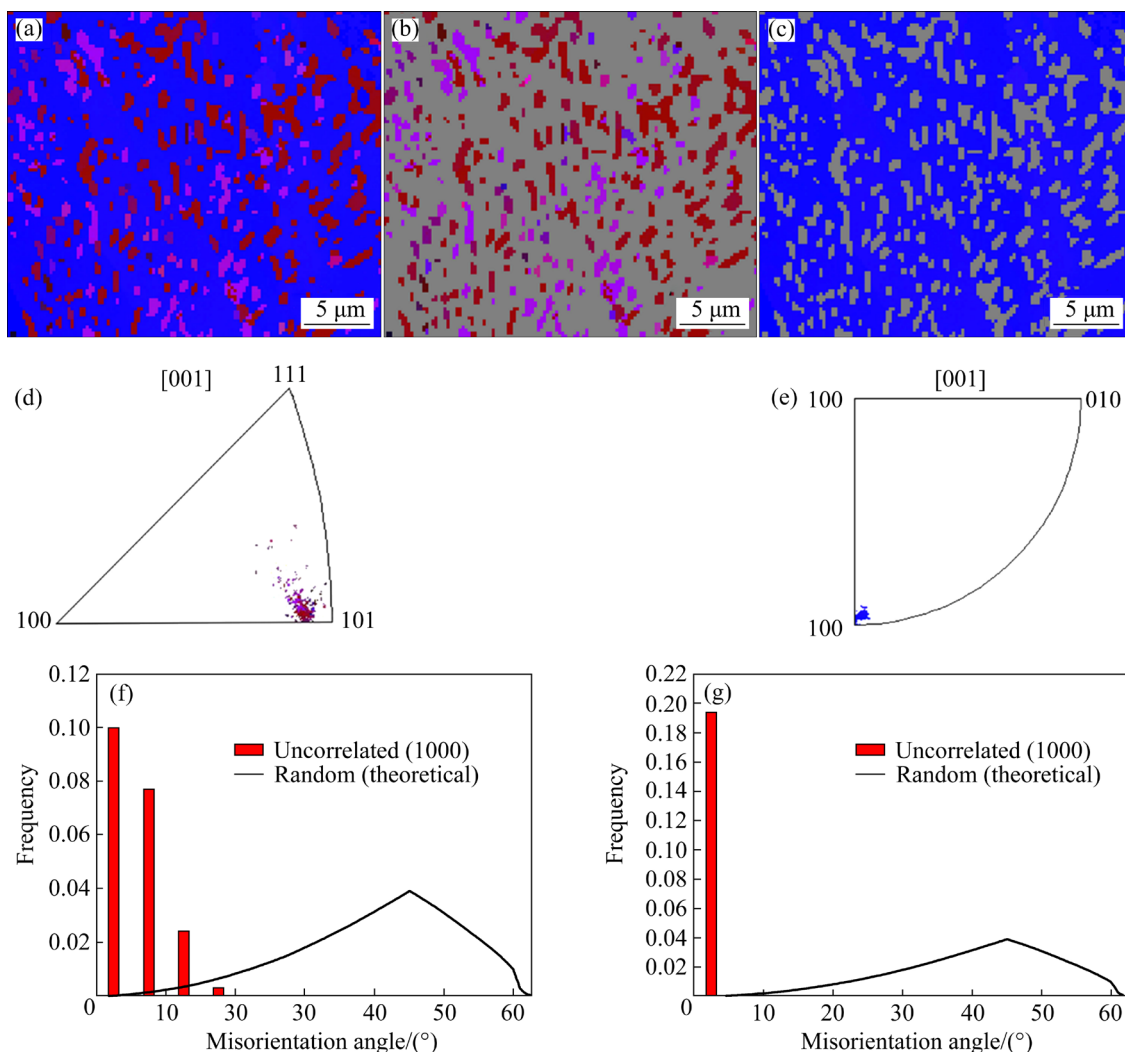 (a)
5 μm
(b)
5 μm
(c)
5 μm
(d)
[001]
111
100
101
(e)
[001]
100
010
100
(f)
0.12
0.10
0.08
0.06
0.04
0.02
0
Frequency
Uncorrelated (1000)
Random (theoretical)
10 30 30 40 50 60
Misorientation angle/(°)
(g)
0.22
0.20
0.18
0.16
0.14
0.12
0.10
0.08
0.06
0.04
0.02
0
Frequency
Uncorrelated (1000)
Random (theoretical)
10 30 30 40 50 60
Misorientation angle/(°)